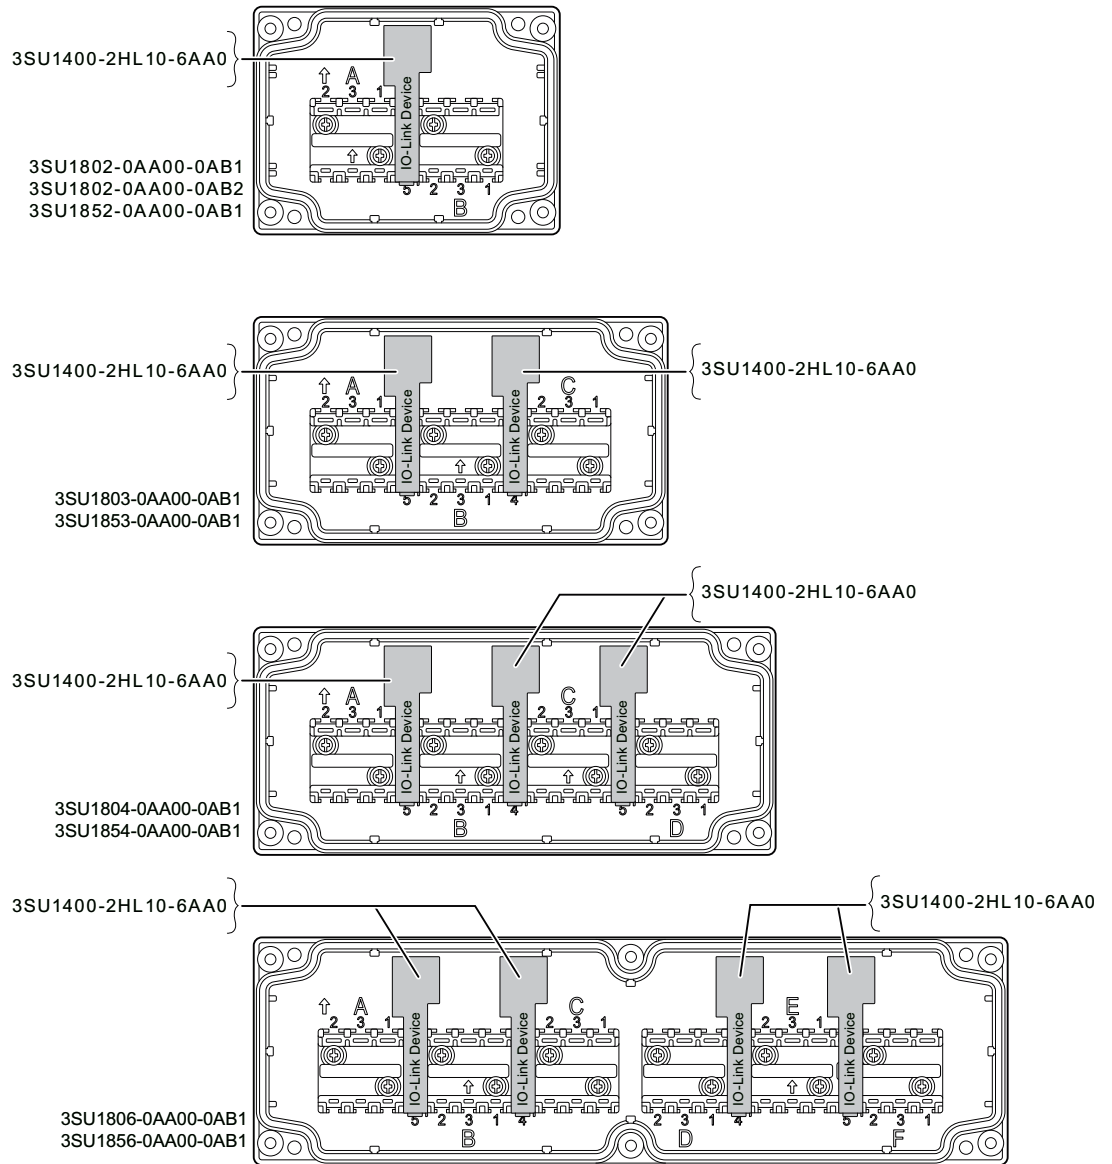 3SU1400-2HL10-6AA0
A
2 3 1
IO-Link Device
3SU1802-0AA00-0AB1
3SU1802-0AA00-0AB2
3SU1852-0AA00-0AB1
5 2 3 1
B
3SU1400-2HL10-6AA0
3SU1400-2HL10-6AA0
A C
2 3 1 2 3 1
IO-Link Device
IO-Link Device
3SU1803-0AA00-0AB1
3SU1853-0AA00-0AB1
5 2 3 1 4
B
3SU1400-2HL10-6AA0
3SU1400-2HL10-6AA0
A C
2 3 1 2 3 1
IO-Link Device
IO-Link Device
IO-Link Device
3SU1804-0AA00-0AB1
3SU1854-0AA00-0AB1
5 2 3 1 4 5 2 3 1
B D
3SU1400-2HL10-6AA0
3SU1400-2HL10-6AA0
A C E
2 3 1 2 3 1 2 3 1
IO-Link Device
IO-Link Device
IO-Link Device
IO-Link Device
3SU1806-0AA00-0AB1
3SU1856-0AA00-0AB1
5 2 3 1 4 2 3 1 4 5 2 3 1
B D F